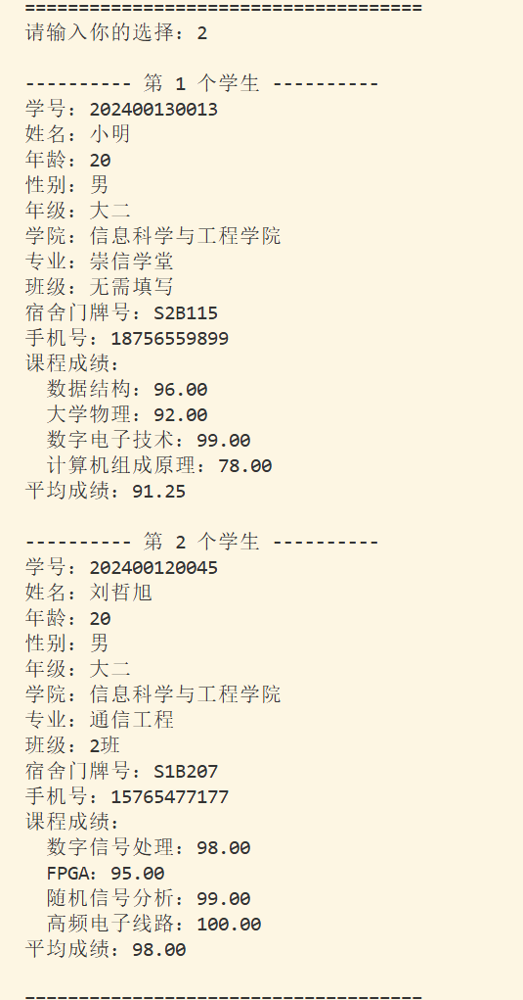 =====================================
请输入你的选择: 2
---------- 第 1 个学生 ----------
学号: 202400130013
姓名: 小明
年龄: 20
性别: 男
年级: 大二
学院: 信息科学与工程学院
专业: 崇信学堂
班级: 无需填写
宿舍门牌号: S2B115
手机号: 18756559899
课程成绩:
数据结构: 96.00
大学物理: 92.00
数字电子技术: 99.00
计算机组成原理: 78.00
平均成绩: 91.25
---------- 第 2 个学生 ----------
学号: 202400120045
姓名: 刘哲旭
年龄: 20
性别: 男
年级: 大二
学院: 信息科学与工程学院
专业: 通信工程
班级: 2班
宿舍门牌号: S1B207
手机号: 15765477177
课程成绩:
数字信号处理: 98.00
FPGA: 95.00
随机信号分析: 99.00
高频电子线路: 100.00
平均成绩: 98.00
=====================================